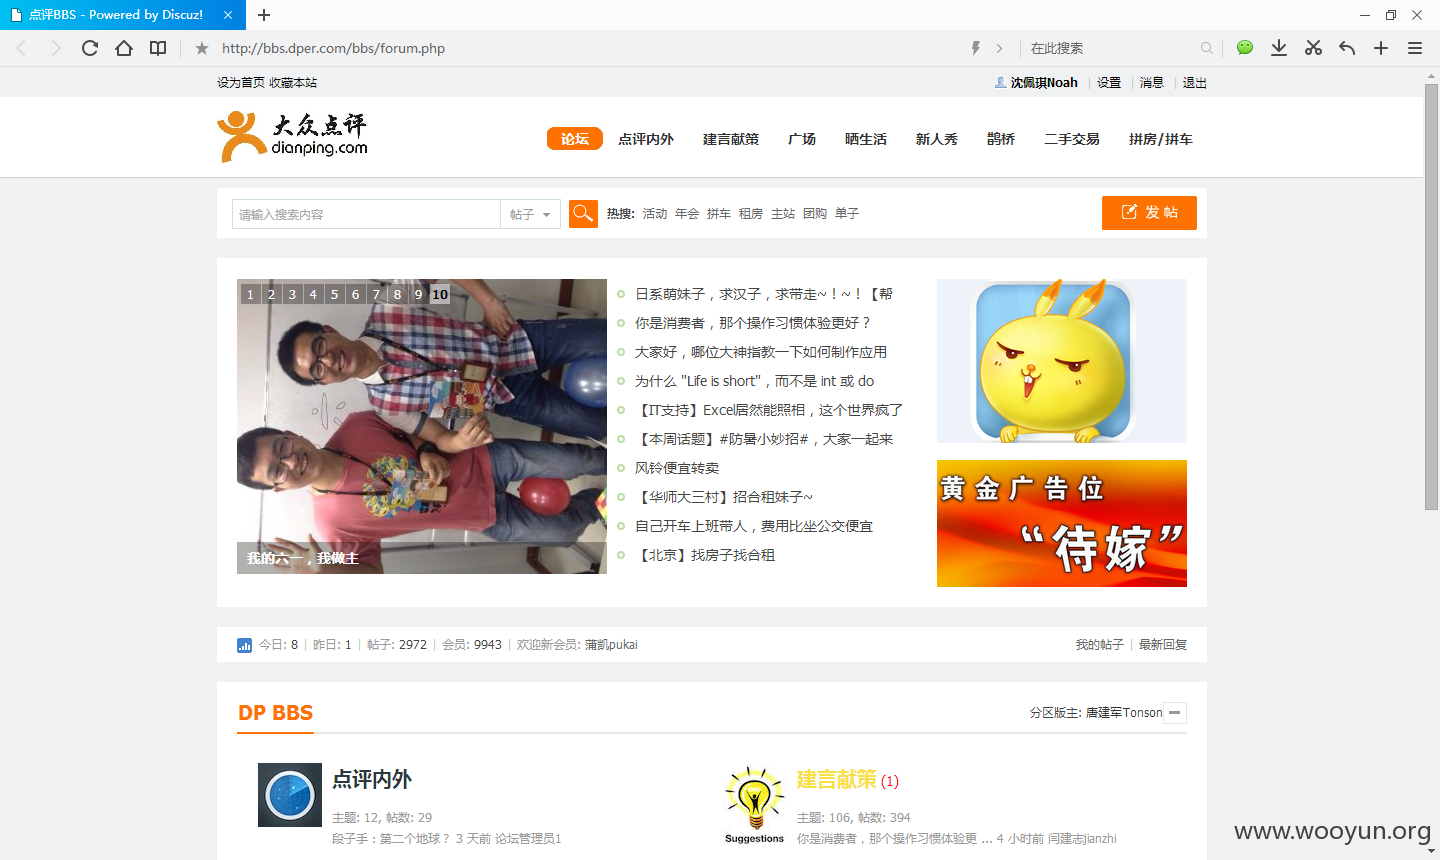 点评BBS - Powered by Discuz!
http://bbs.dper.com/bbs/forum.php
在此搜索
设为首页 收藏本站
沈佩琪Noah | 设置 | 消息 | 退出
大众点评
dianping.com
论坛 点评内外 建言献策 广场 晒生活 新人秀 鹊桥 二手交易 拼房/拼车
请输入搜索内容 帖子 热搜: 活动 年会 拼车 租房 主站 团购 单子 发 帖
1 2 3 4 5 6 7 8 9 10
我的六一，我做主
日系萌妹子，求汉子，求带走~！~！【帮
你是消费者，那个操作习惯体验更好？
大家好，哪位大神指教一下如何制作应用
为什么 "Life is short"，而不是 int 或 do
【IT支持】Excel居然能照相，这个世界疯了
【本周话题】#防暑小妙招#，大家一起来
风铃便宜转卖
【华师大三村】招合租妹子~
自己开车上班带人，费用比坐公交便宜
【北京】找房子找合租
黄金广告位
“待嫁”
今日: 8 | 昨日: 1 | 帖子: 2972 | 会员: 9943 | 欢迎新会员: 蒲凯pukai
我的帖子 | 最新回复
DP BBS
分区版主: 唐建军Tonson
点评内外
主题: 12, 帖数: 29
段子手：第二个地球？ 3 天前 论坛管理员1
Suggestions
建言献策 (1)
主题: 106, 帖数: 394
你是消费者，那个操作习惯体验更 ... 4 小时前 闫建志jianzhi
www.wooyun.org